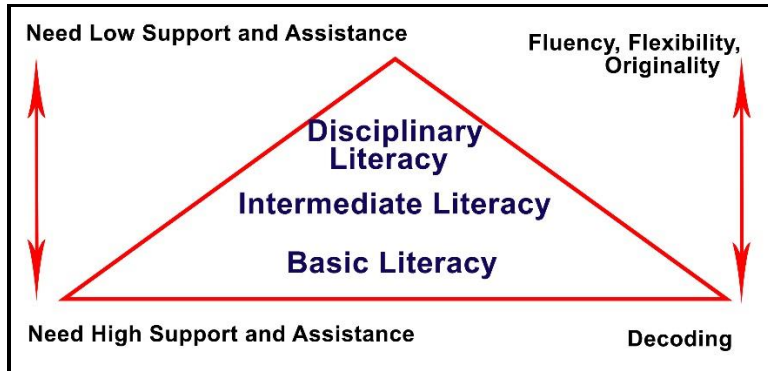 Need Low Support and Assistance
Fluency, Flexibility,
Originality
Disciplinary
Literacy
Intermediate Literacy
Basic Literacy
Need High Support and Assistance
Decoding